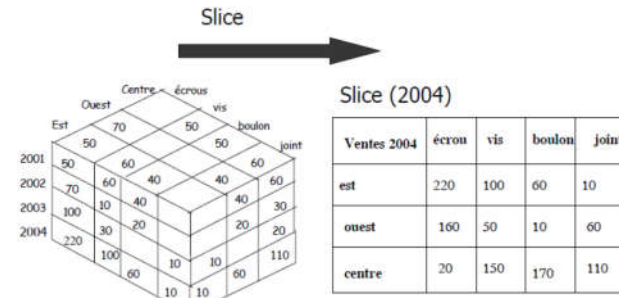 Slice
Centre écrous
Ouest vis
Est boulon
joint
50 70 50 50 60
60 40 40
2001 50 60 40 40 60
2002 70 10 20 40 30
2003 100 30 20 20
2004 220 100 60 10 10 60 110
10 10
Slice (2004)
Ventes 2004 écrou vis boulon joint
est 220 100 60 10
ouest 160 50 10 60
centre 20 150 170 110